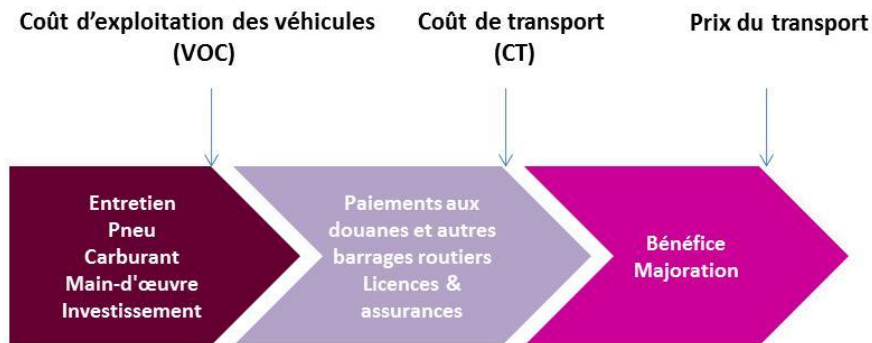 Coût d’exploitation des véhicules
(VOC)
Coût de transport
(CT)
Prix du transport
Entretien
Pneu
Carburant
Main-d'œuvre
Investissement
Paiements aux
douanes et autres
barrages routiers
Licences &
assurances
Bénéfice
Majoration